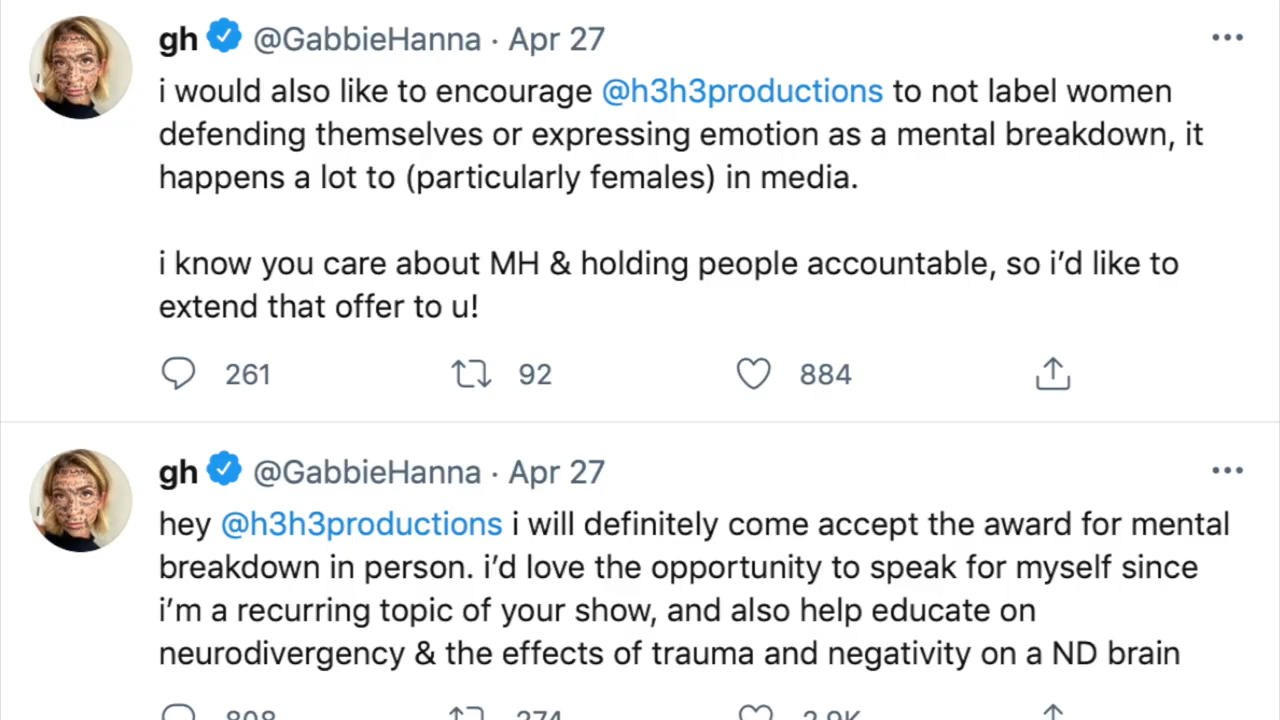 gh @GabbieHanna · Apr 27
i would also like to encourage @h3h3productions to not label women
defending themselves or expressing emotion as a mental breakdown, it
happens a lot to (particularly females) in media.
i know you care about MH & holding people accountable, so i’d like to
extend that offer to u!
261 92 884
gh @GabbieHanna · Apr 27
hey @h3h3productions i will definitely come accept the award for mental
breakdown in person. i’d love the opportunity to speak for myself since
i’m a recurring topic of your show, and also help educate on
neurodivergency & the effects of trauma and negativity on a ND brain
808 274 2.9K